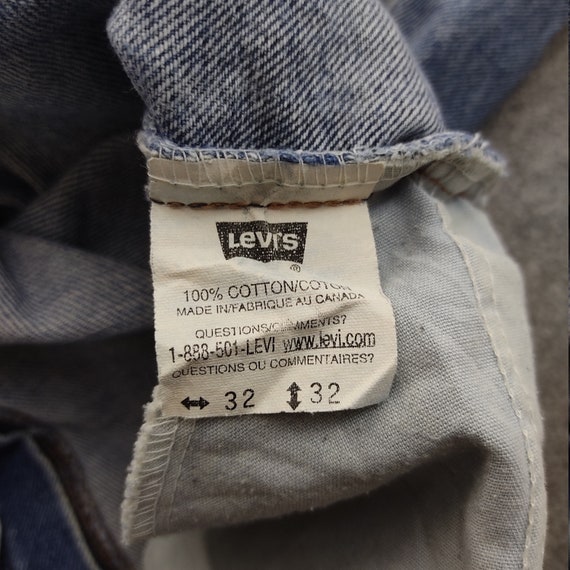 Levi's
®
100% COTTON/COTON
MADE IN/FABRIQUE AU CANADA
QUESTIONS/COMMENTS?
1-888-501-LEVI www.levi.com
QUESTIONS OU COMMENTAIRES?
↔ 32 ↕ 32